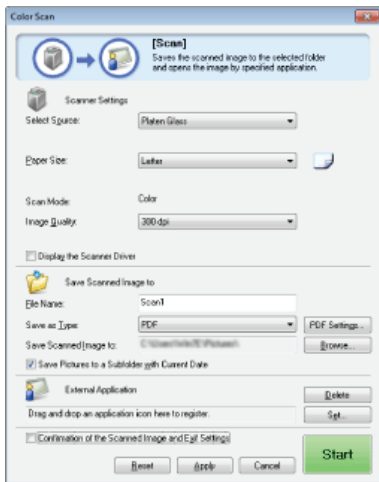 Color Scan
[Scan]
Saves the scanned image to the selected folder
and opens the image by specified application.
Scanner Settings
Select Source: Platen Glass
Paper Size: Letter
Scan Mode: Color
Image Quality: 300 dpi
Display the Scanner Driver
Save Scanned Image to
File Name: Scan1
Save as Type: PDF PDF Settings...
Save Scanned Image to: Browse...
Save Pictures to a Subfolder with Current Date
External Application Delete
Drag and drop an application icon here to register. Set...
Confirmation of the Scanned Image and Exif Settings
Start
Reset Apply Cancel